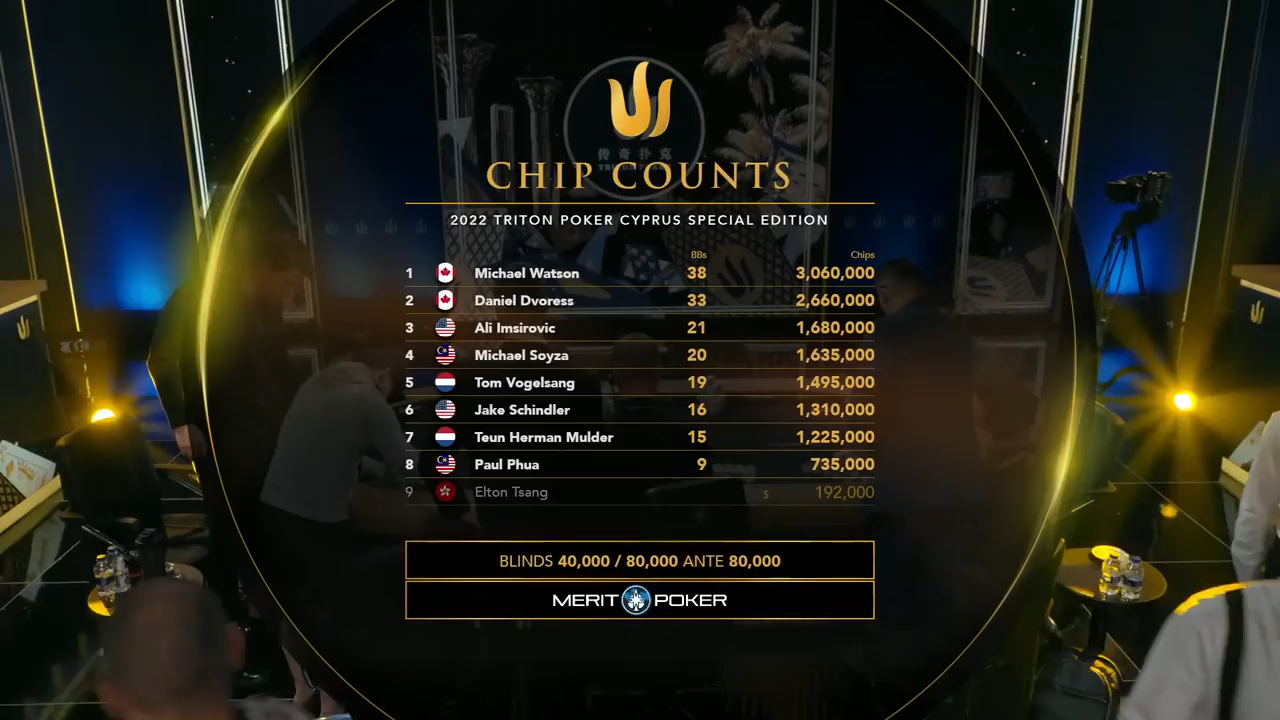 传奇扑克
CHIP COUNTS
2022 TRITON POKER CYPRUS SPECIAL EDITION
BBs Chips
1 Michael Watson 38 3,060,000
2 Daniel Dvoress 33 2,660,000
3 Ali Imsirovic 21 1,680,000
4 Michael Soyza 20 1,635,000
5 Tom Vogelsang 19 1,495,000
6 Jake Schindler 16 1,310,000
7 Teun Herman Mulder 15 1,225,000
8 Paul Phua 9 735,000
9 Elton Tsang $ 192,000
BLINDS 40,000 / 80,000 ANTE 80,000
MERIT POKER